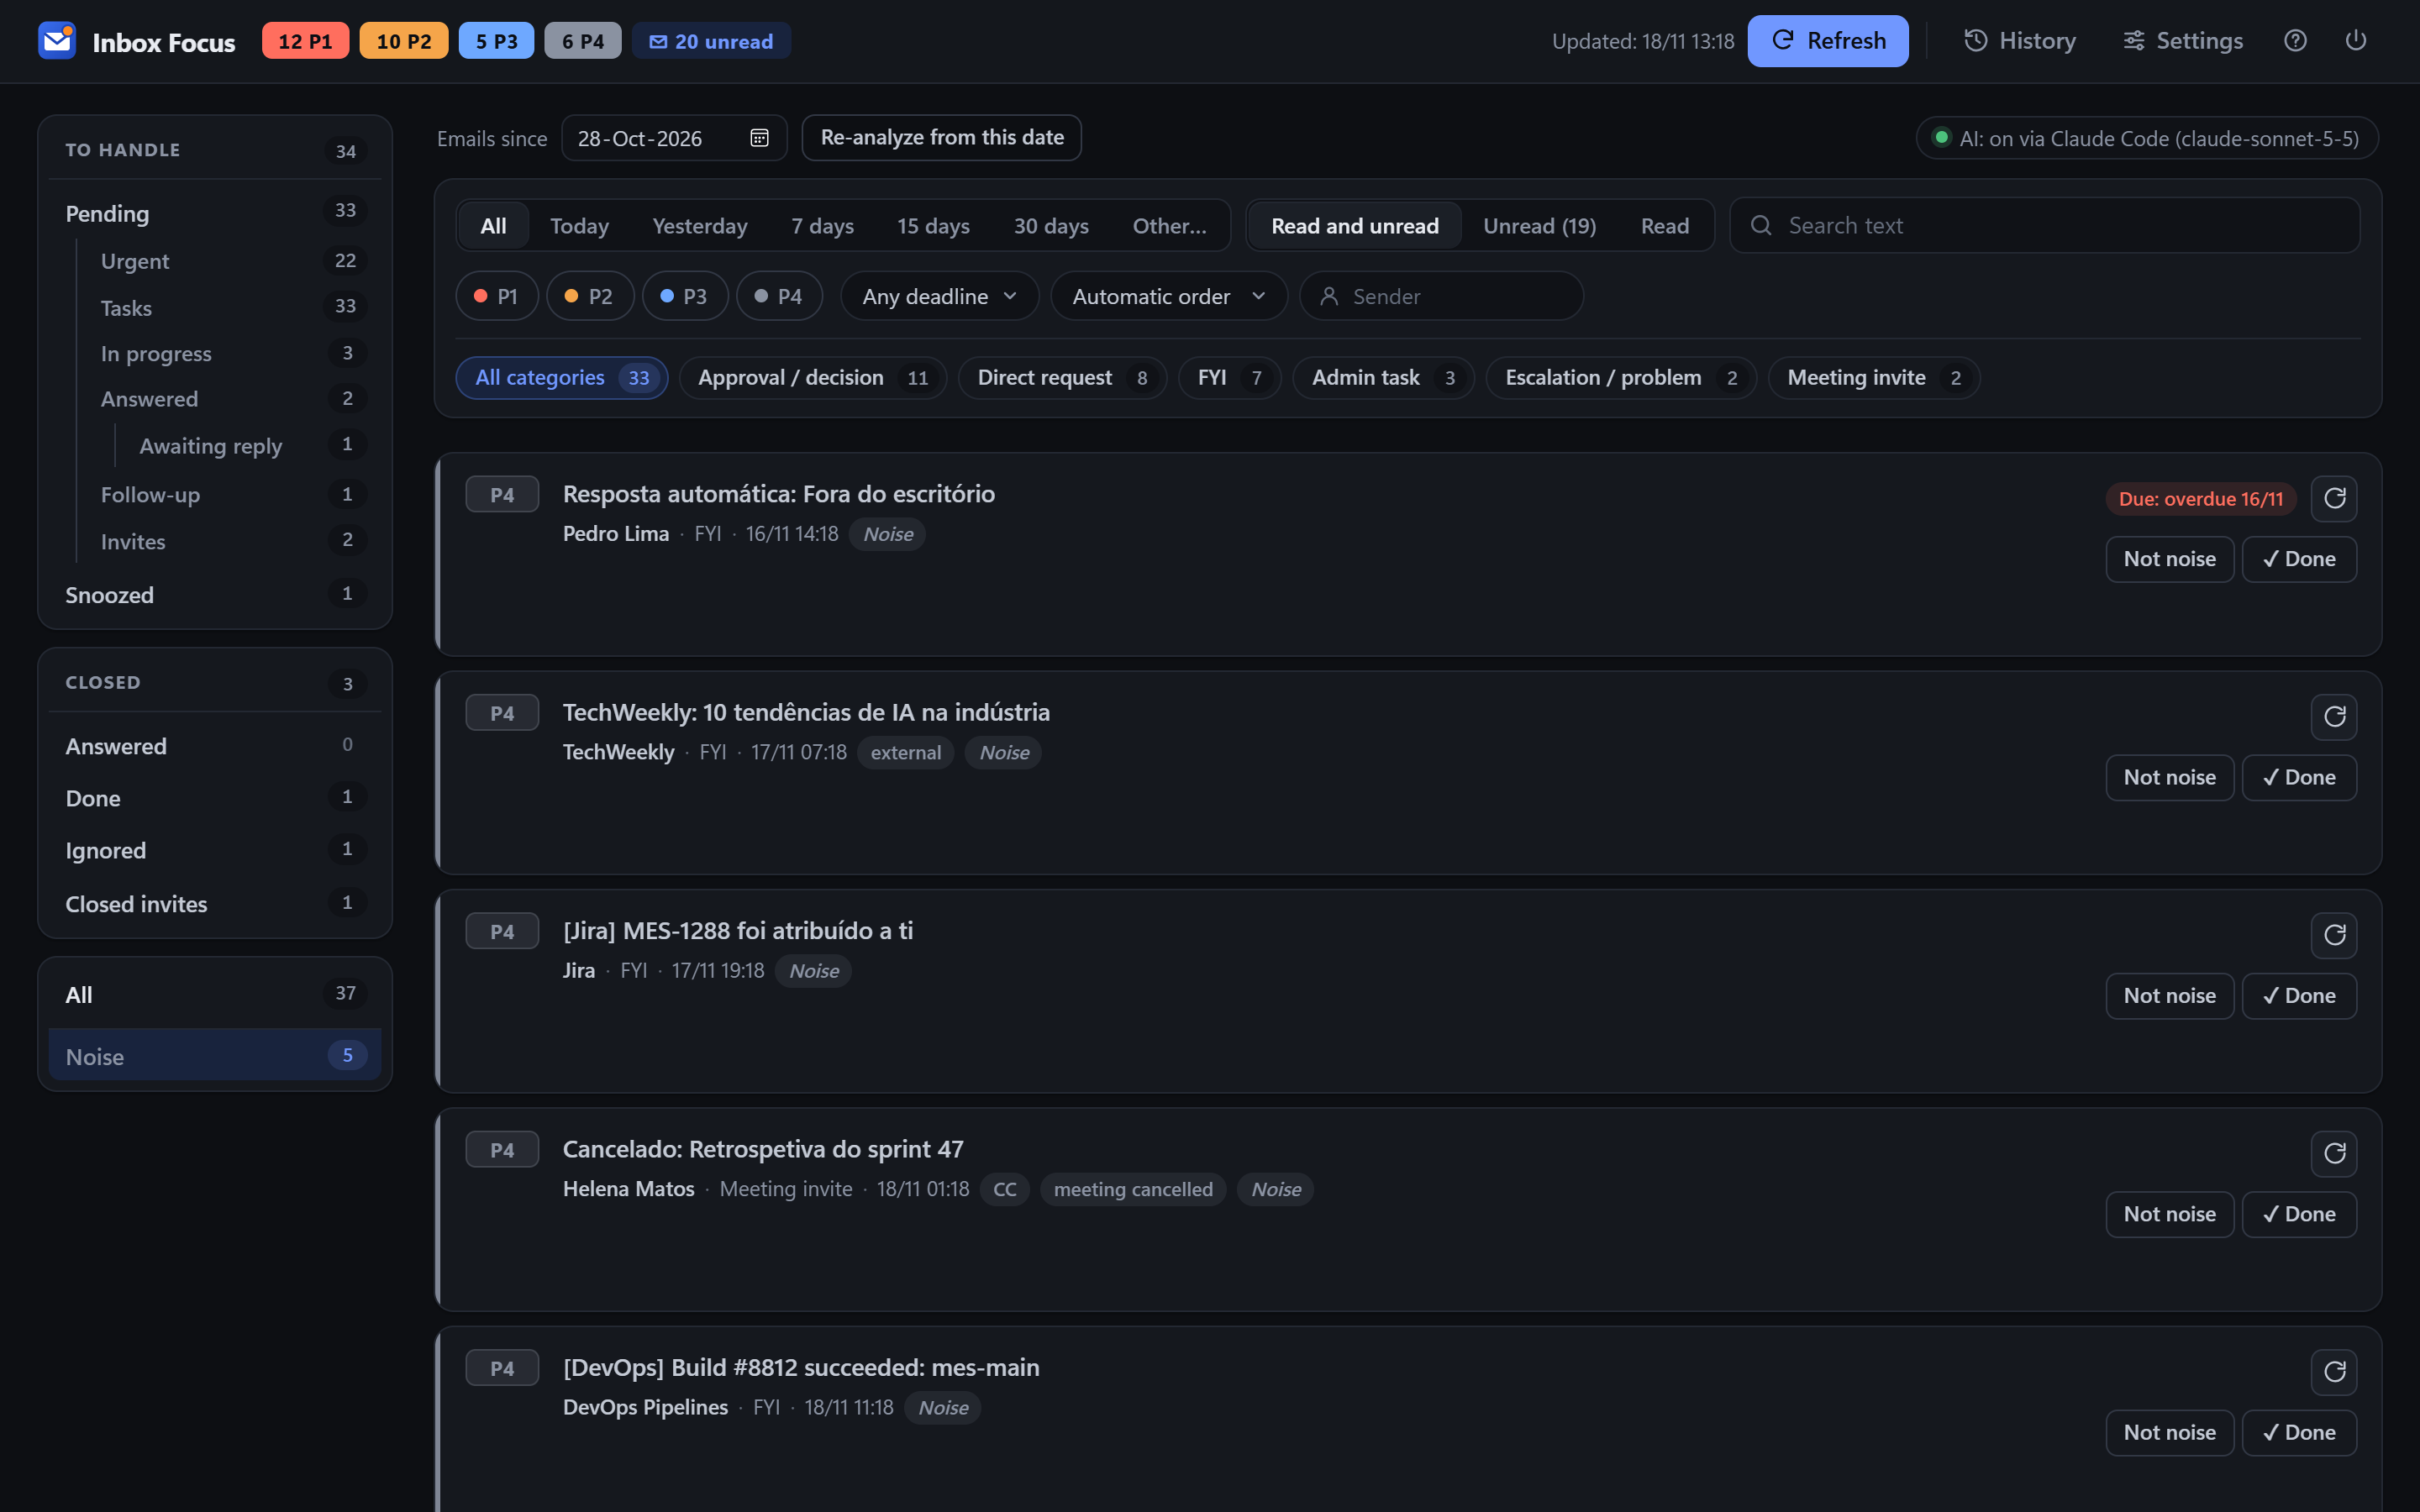 Inbox Focus 12 P1 10 P2 5 P3 6 P4 20 unread Updated: 18/11 13:18 Refresh History Settings
TO HANDLE 34
Pending 33
Urgent 22
Tasks 33
In progress 3
Answered 2
Awaiting reply 1
Follow-up 1
Invites 2
Snoozed 1
CLOSED 3
Answered 0
Done 1
Ignored 1
Closed invites 1
All 37
Noise 5
Emails since 28-Oct-2026 Re-analyze from this date AI: on via Claude Code (claude-sonnet-5-5)
All Today Yesterday 7 days 15 days 30 days Other... Read and unread Unread (19) Read Search text
P1 P2 P3 P4 Any deadline Automatic order Sender
All categories 33 Approval / decision 11 Direct request 8 FYI 7 Admin task 3 Escalation / problem 2 Meeting invite 2
P4 Resposta automática: Fora do escritório Due: overdue 16/11
Pedro Lima · FYI · 16/11 14:18 Noise
Not noise ✓ Done
P4 TechWeekly: 10 tendências de IA na indústria
TechWeekly · FYI · 17/11 07:18 external Noise
Not noise ✓ Done
P4 [Jira] MES-1288 foi atribuído a ti
Jira · FYI · 17/11 19:18 Noise
Not noise ✓ Done
P4 Cancelado: Retrospetiva do sprint 47
Helena Matos · Meeting invite · 18/11 01:18 CC meeting cancelled Noise
Not noise ✓ Done
P4 [DevOps] Build #8812 succeeded: mes-main
DevOps Pipelines · FYI · 18/11 11:18 Noise
Not noise ✓ Done